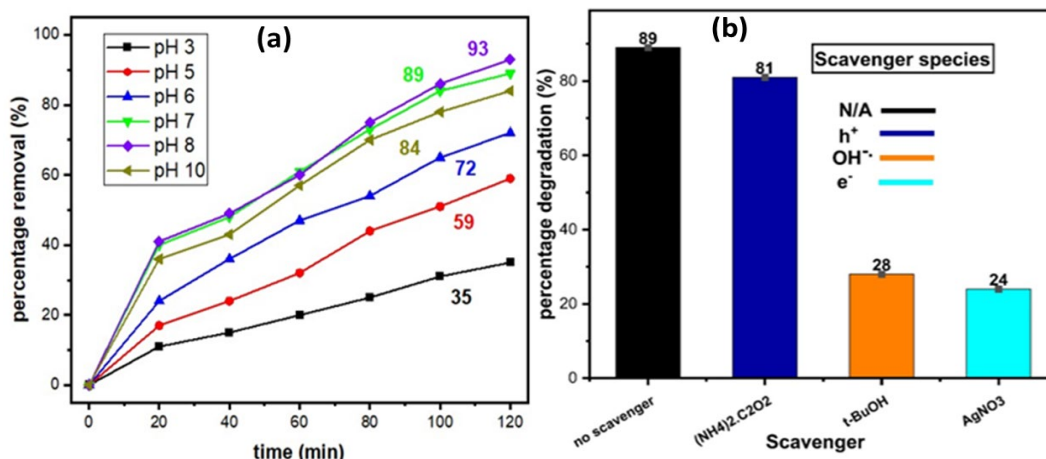 (a)
percentage removal (%)
100
80
60
40
20
0
pH 3
pH 5
pH 6
pH 7
pH 8
pH 10
93
89
84
72
59
35
0 20 40 60 80 100 120
time (min)
(b)
percentage degradation (%)
80
60
40
20
0
89
81
28
24
Scavenger species
N/A
h+
OH-·
e-
no scavenger
(NH4)2.C2O2
t-BuOH
AgNO3
Scavenger